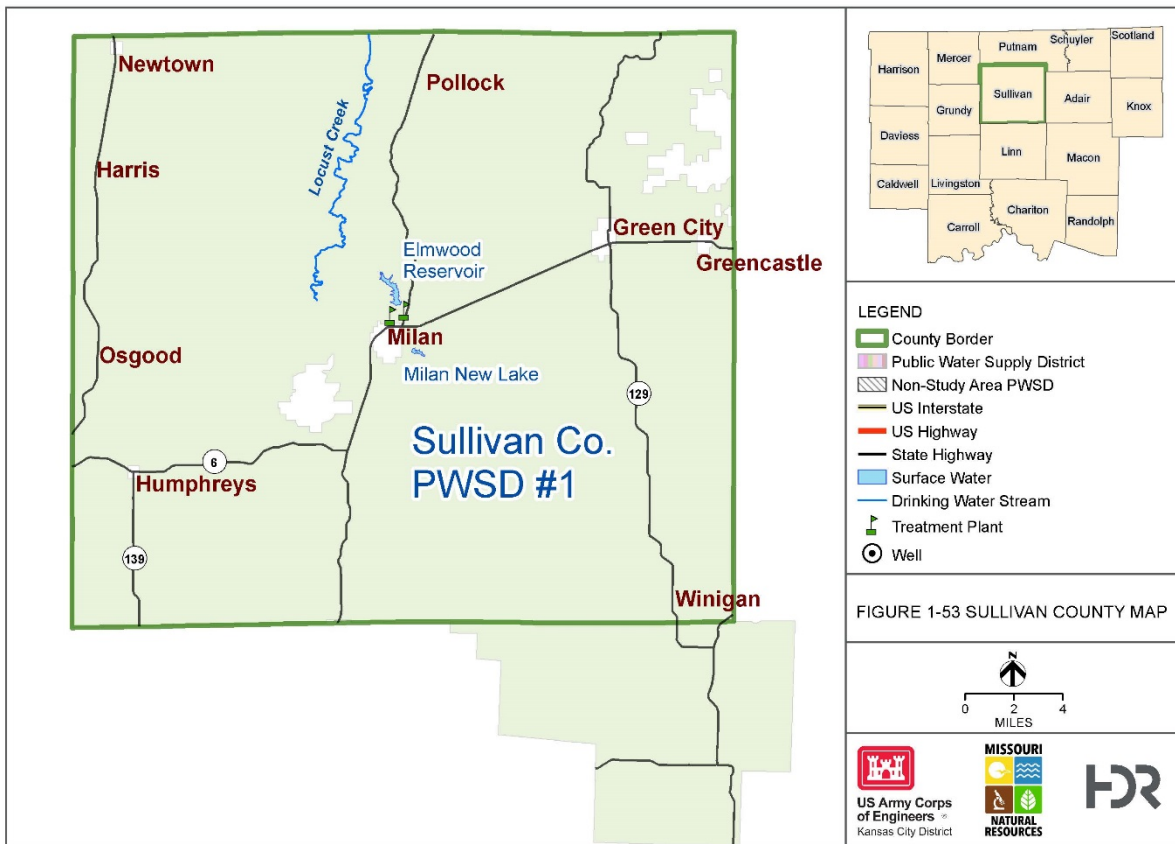 Newtown
Pollock
Locust Creek
Harris
Green City
Elmwood
Reservoir
Greencastle
Milan
Osgood
Milan New Lake
129
Sullivan Co.
PWSD #1
6
Humphreys
139
Winigan
Scotland
Schuyler
Putnam
Mercer
Harrison
Sullivan
Adair
Knox
Grundy
Daviess
Linn
Macon
Caldwell
Livingston
Chariton
Randolph
Carroll
LEGEND
County Border
Public Water Supply District
Non-Study Area PWSD
US Interstate
US Highway
State Highway
Surface Water
Drinking Water Stream
Treatment Plant
Well
FIGURE 1-53 SULLIVAN COUNTY MAP
N
0 2 4
MILES
US Army Corps
of Engineers ®
Kansas City District
MISSOURI
NATURAL
RESOURCES
HDR